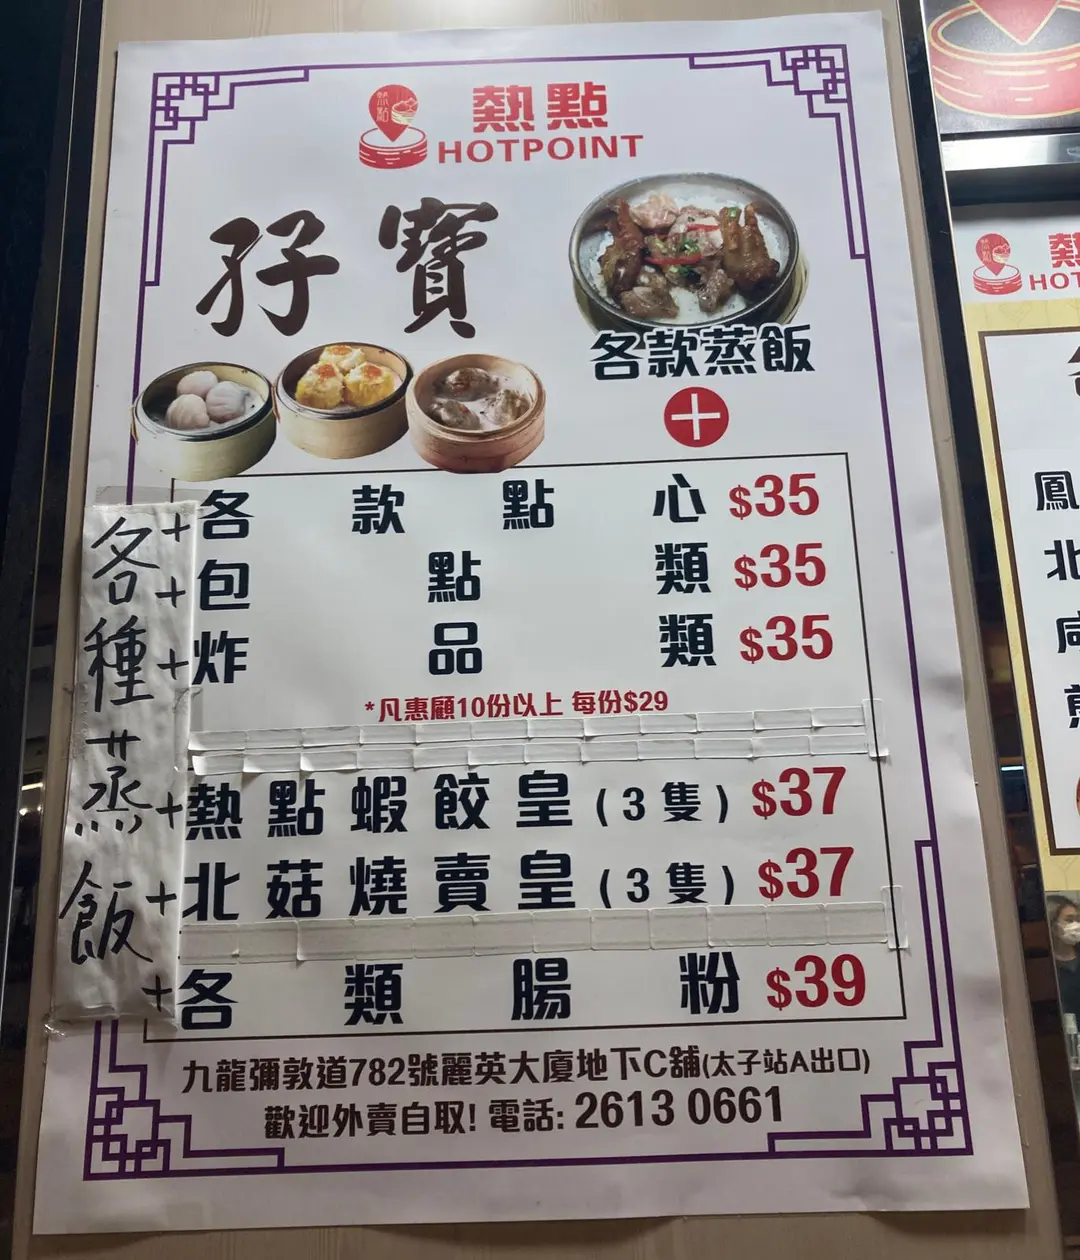 熱點
HOTPOINT
孖寶
各款蒸飯
+
各種蒸飯
+各款點心 $35
+包點類 $35
+炸品類 $35
*凡惠顧10份以上 每份$29
+熱點蝦餃皇(3隻) $37
+北菇燒賣皇(3隻) $37
+各類腸粉 $39
九龍彌敦道782號麗英大廈地下C舖(太子站A出口)
歡迎外賣自取! 電話: 2613 0661
熱
HOT
鳳
北